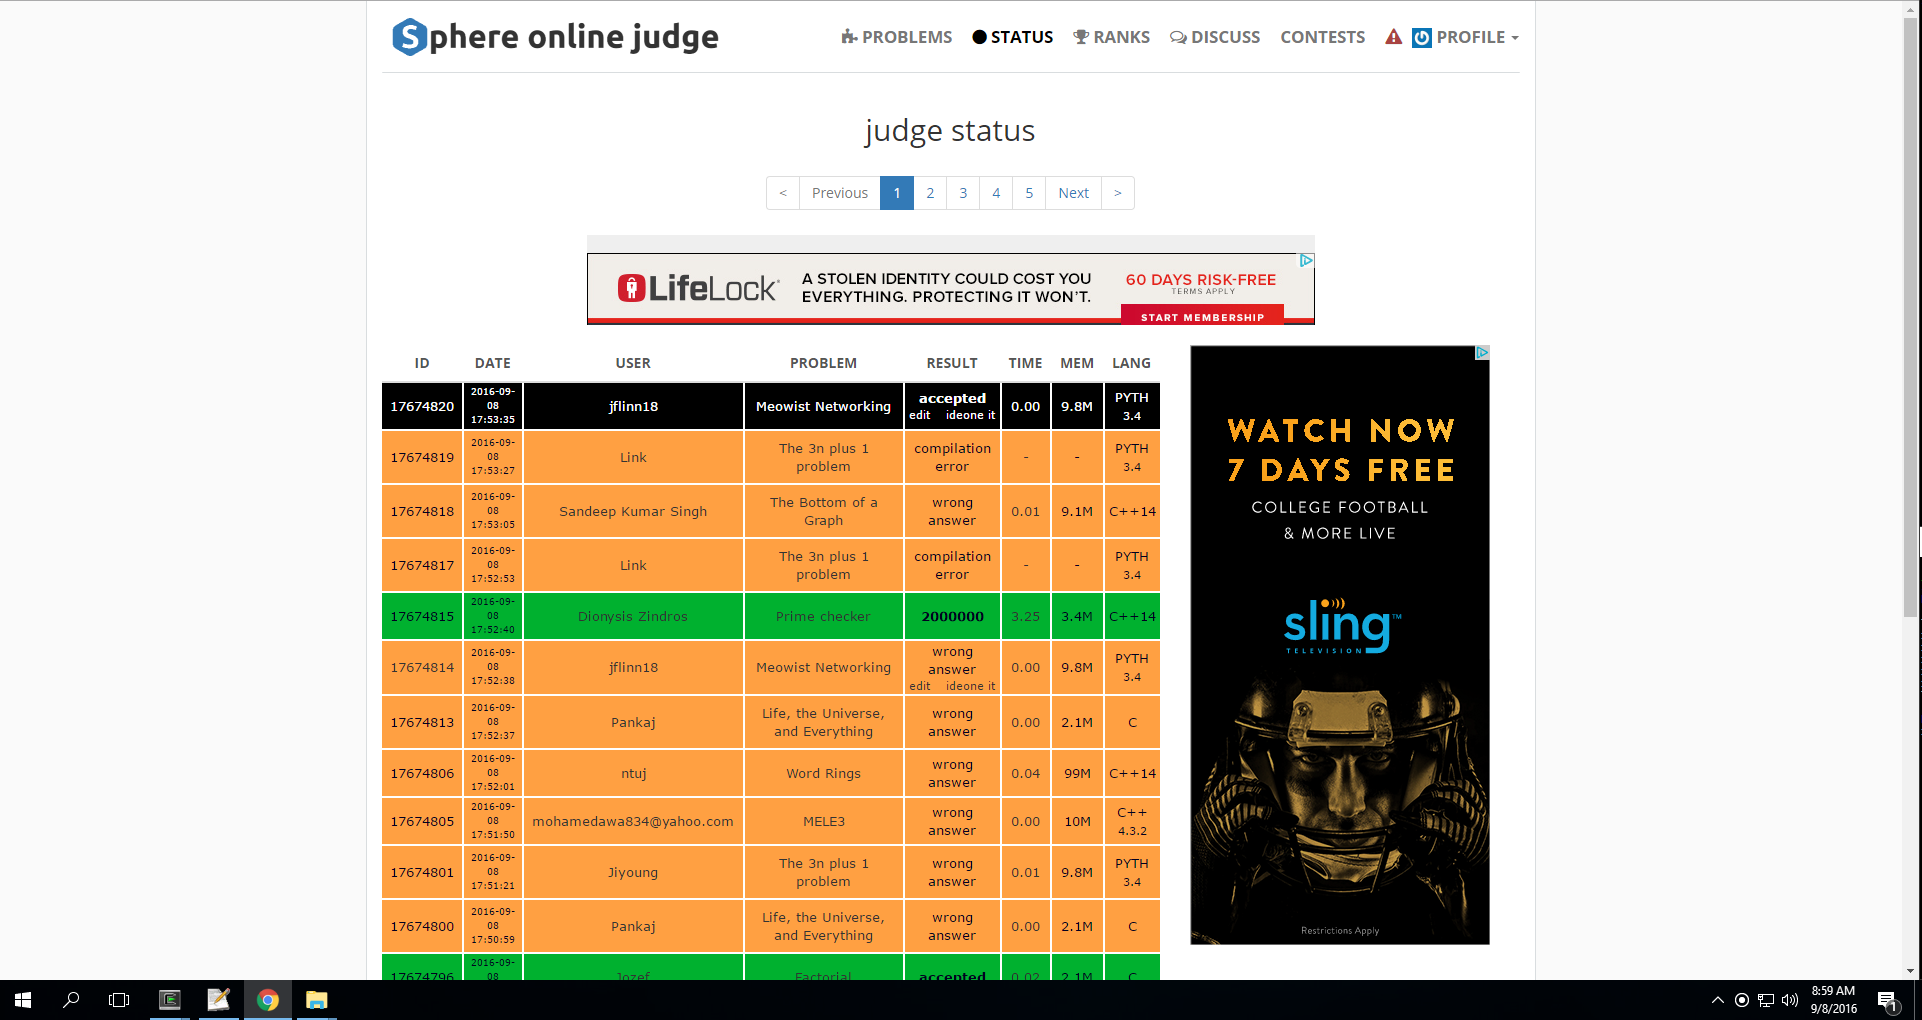 Sphere online judge
PROBLEMS STATUS RANKS DISCUSS CONTESTS PROFILE
judge status
< Previous 1 2 3 4 5 Next >
LifeLock
A STOLEN IDENTITY COULD COST YOU
EVERYTHING. PROTECTING IT WON'T.
60 DAYS RISK-FREE
TERMS APPLY
START MEMBERSHIP
ID DATE USER PROBLEM RESULT TIME MEM LANG
17674820 2016-09-08 17:53:35 jflinn18 Meowist Networking accepted edit ideone it 0.00 9.8M PYTH 3.4
17674819 2016-09-08 17:53:27 Link The 3n plus 1 problem compilation error - - PYTH 3.4
17674818 2016-09-08 17:53:05 Sandeep Kumar Singh The Bottom of a Graph wrong answer 0.01 9.1M C++14
17674817 2016-09-08 17:52:53 Link The 3n plus 1 problem compilation error - - PYTH 3.4
17674815 2016-09-08 17:52:40 Dionysis Zindros Prime checker 2000000 3.25 3.4M C++14
17674814 2016-09-08 17:52:38 jflinn18 Meowist Networking wrong answer edit ideone it 0.00 9.8M PYTH 3.4
17674813 2016-09-08 17:52:37 Pankaj Life, the Universe, and Everything wrong answer 0.00 2.1M C
17674806 2016-09-08 17:52:01 ntuj Word Rings wrong answer 0.04 99M C++14
17674805 2016-09-08 17:51:50 mohamedawa834@yahoo.com MELE3 wrong answer 0.00 10M C++ 4.3.2
17674801 2016-09-08 17:51:21 Jiyoung The 3n plus 1 problem wrong answer 0.01 9.8M PYTH 3.4
17674800 2016-09-08 17:50:59 Pankaj Life, the Universe, and Everything wrong answer 0.00 2.1M C
17674796 2016-09-08 Jozef Factorial accepted 0.02 2.1M C
WATCH NOW
7 DAYS FREE
COLLEGE FOOTBALL
& MORE LIVE
sling™
TELEVISION
Restrictions Apply
8:59 AM
9/8/2016
1